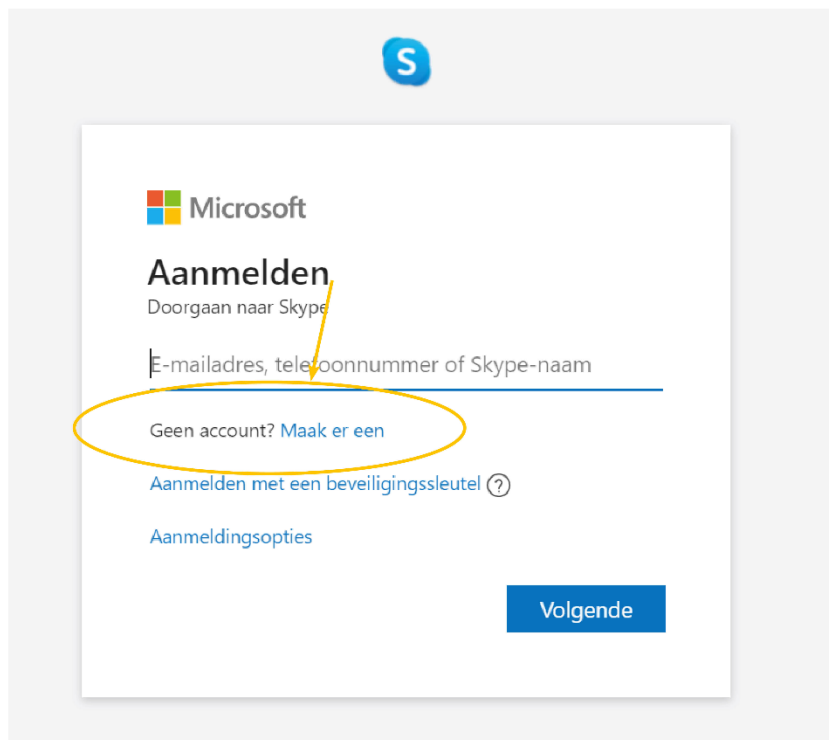 S
Microsoft
Aanmelden
Doorgaan naar Skype
E-mailadres, telefoonnummer of Skype-naam
Geen account? Maak er een
Aanmelden met een beveiligingssleutel ?
Aanmeldingsopties
Volgende